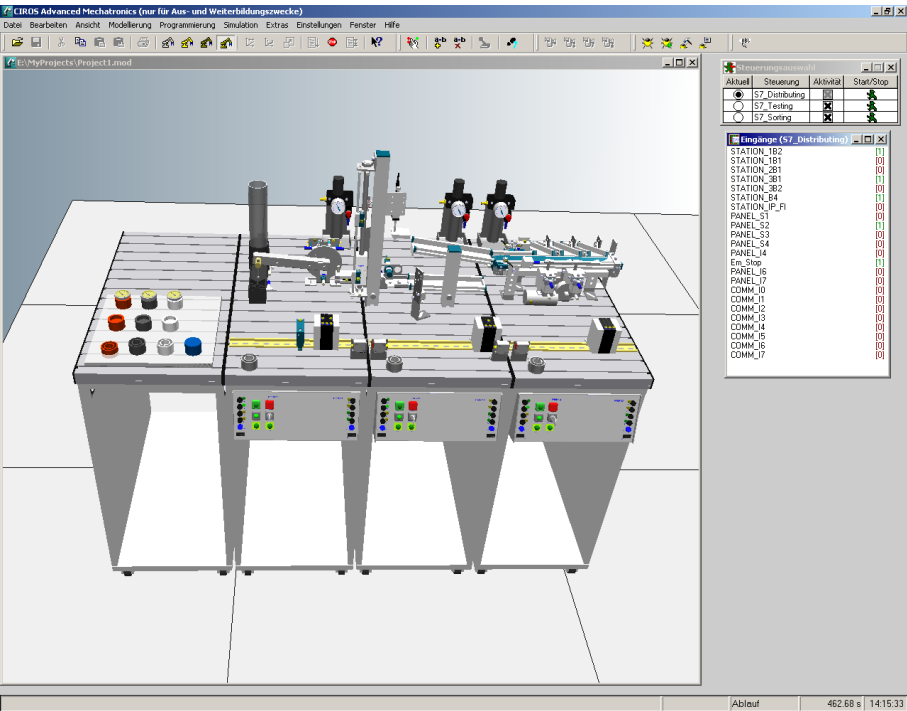 CIROS Advanced Mechatronics (nur für Aus- und Weiterbildungszwecke)
Datei Bearbeiten Ansicht Modellierung Programmierung Simulation Extras Einstellungen Fenster Hilfe
E:\MyProjects\Project1.mod
Steuerungsauswahl
Aktuell Steuerung Aktivität Start/Stop
S7_Distributing
S7_Testing
S7_Sorting
Eingänge (S7_Distributing)
STATION_1B2 [1]
STATION_1B1 [0]
STATION_2B1 [0]
STATION_3B1 [1]
STATION_3B2 [0]
STATION_B4 [1]
STATION_IP_FI [0]
PANEL_S1 [0]
PANEL_S2 [1]
PANEL_S3 [0]
PANEL_S4 [0]
PANEL_I4 [0]
Em_Stop [1]
PANEL_I6 [0]
PANEL_I7 [0]
COMM_I0 [0]
COMM_I1 [0]
COMM_I2 [0]
COMM_I3 [0]
COMM_I4 [0]
COMM_I5 [0]
COMM_I6 [0]
COMM_I7 [0]
Ablauf 462.68 s 14:15:33